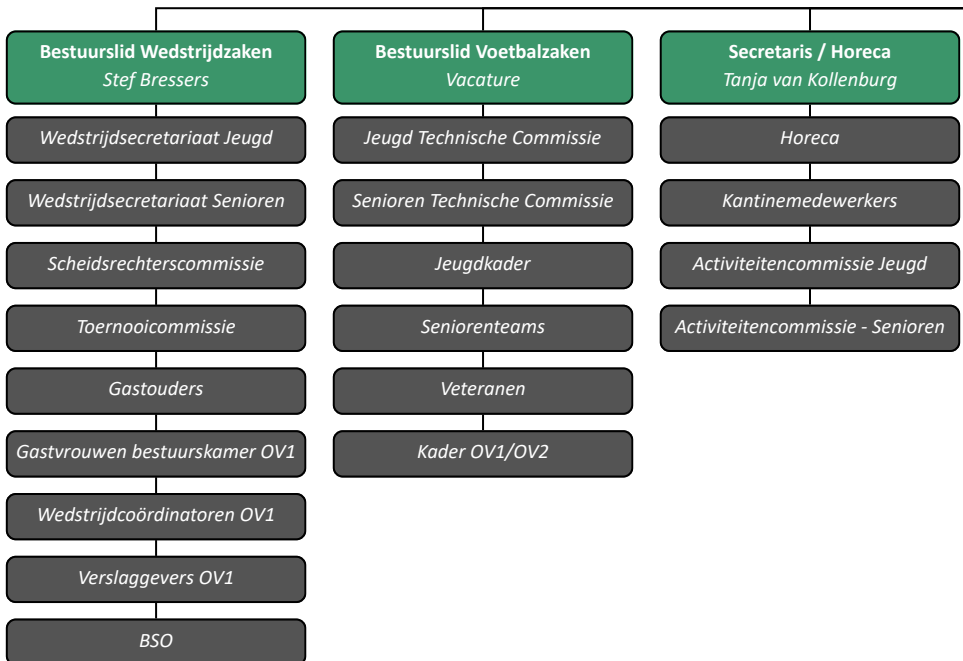 Bestuurslid Wedstrijdzaken
Stef Bressers
Wedstrijdsecretariaat Jeugd
Wedstrijdsecretariaat Senioren
Scheidsrechterscommissie
Toernooicommissie
Gastouders
Gastvrouwen bestuurskamer OV1
Wedstrijdcoördinatoren OV1
Verslaggevers OV1
BSO
Bestuurslid Voetbalzaken
Vacature
Jeugd Technische Commissie
Senioren Technische Commissie
Jeugdkader
Seniorenteams
Veteranen
Kader OV1/OV2
Secretaris / Horeca
Tanja van Kollenburg
Horeca
Kantinemedewerkers
Activiteitencommissie Jeugd
Activiteitencommissie - Senioren